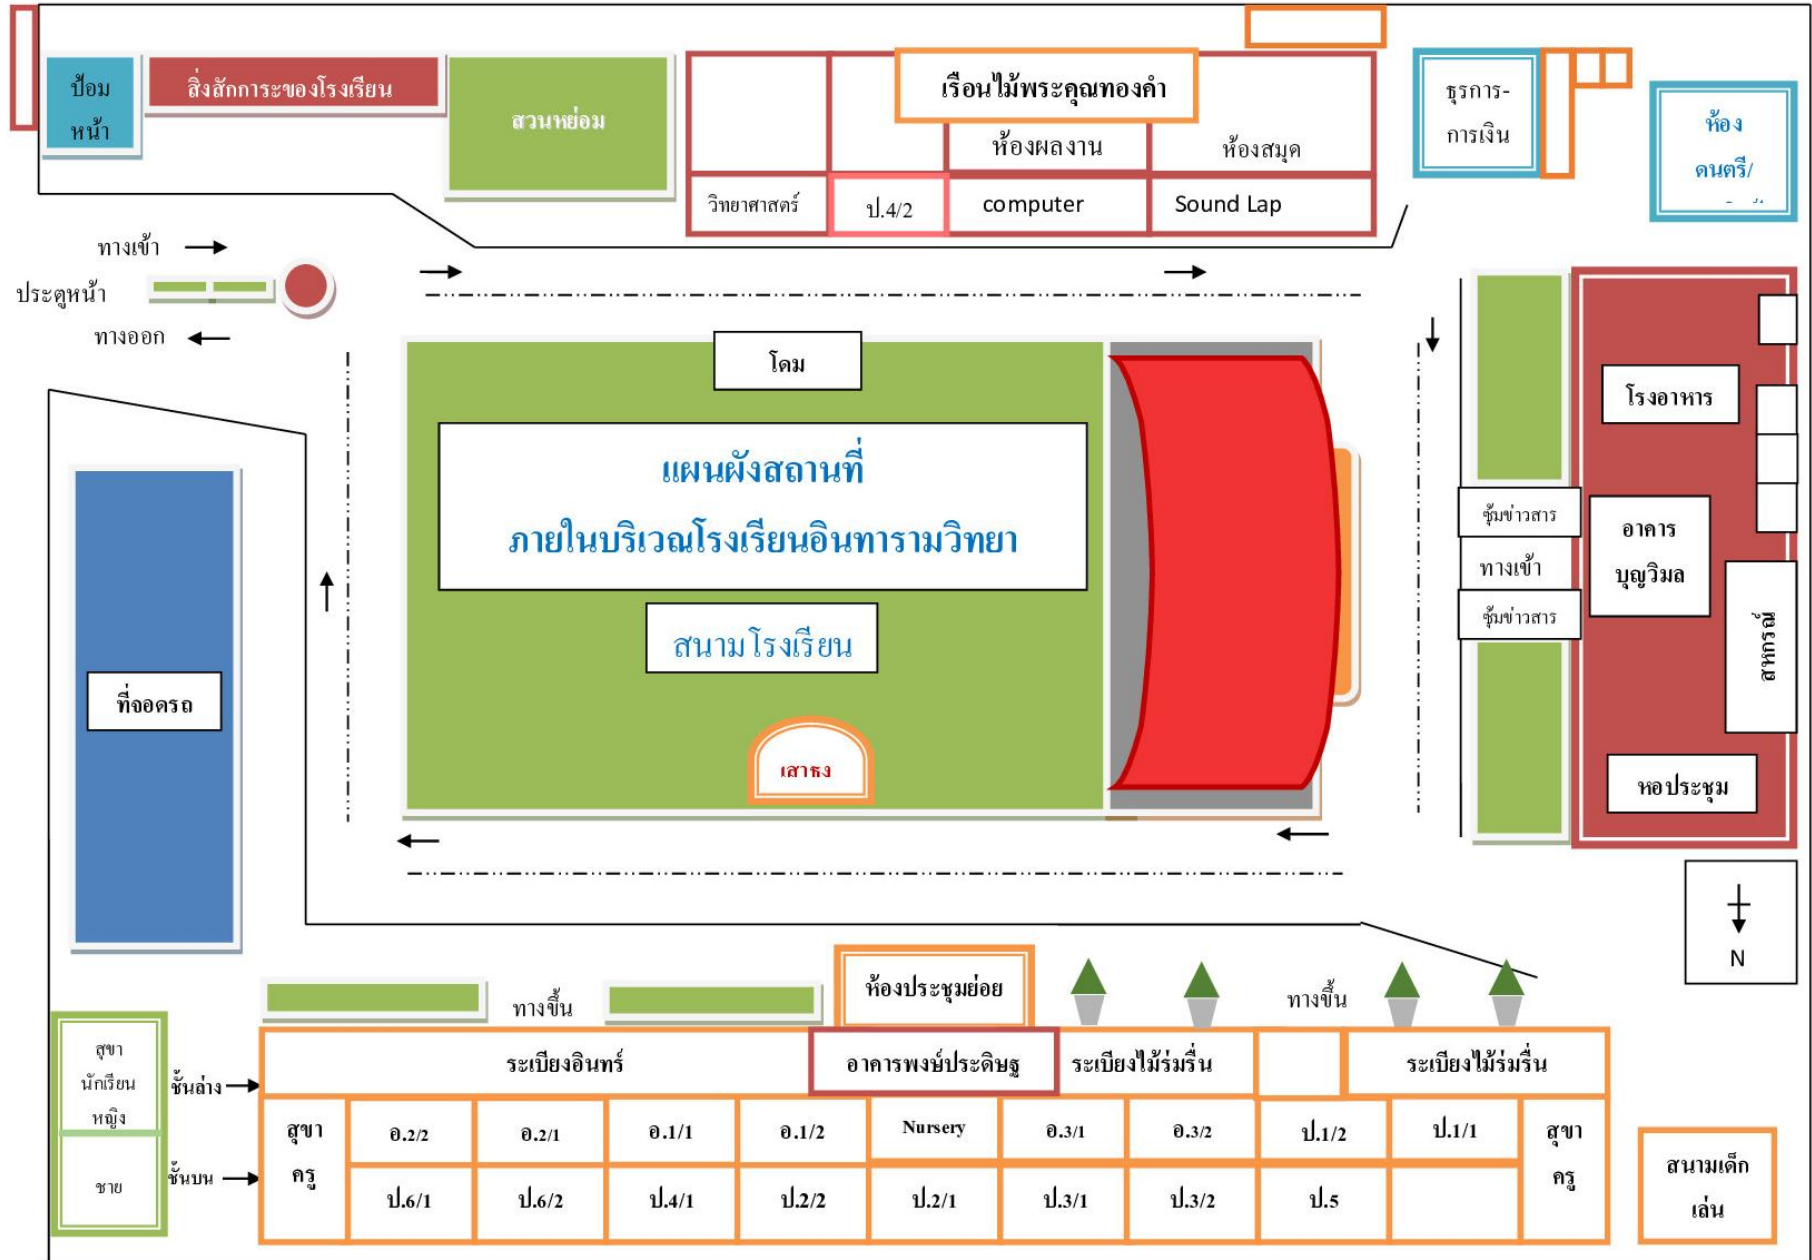 ป้อม
หน้า
สิ่งสักการะของโรงเรียน
สวนหย่อม
เรือนไม้พระคุณทองคำ
ห้องผลงาน
ห้องสมุด
วิทยาศาสตร์
ป.4/2
computer
Sound Lap
ธุรการ-
การเงิน
ห้อง
ดนตรี/
ทางเข้า
ประตูหน้า
ทางออก
โดม
แผนผังสถานที่
ภายในบริเวณโรงเรียนอินทารามวิทยา
สนามโรงเรียน
เสาธง
ที่จอดรถ
ซุ้มข่าวสาร
ทางเข้า
ซุ้มข่าวสาร
โรงอาหาร
อาคาร
บุญวิมล
สหกรณ์
หอประชุม
N
ห้องประชุมย่อย
ทางขึ้น
ทางขึ้น
สุขา
นักเรียน
หญิง
ชาย
ชั้นล่าง
ชั้นบน
ระเบียงอินทร์
อาคารพงษ์ประดิษฐ
ระเบียงไม้ร่มรื่น
ระเบียงไม้ร่มรื่น
สุขา
ครู
อ.2/2
อ.2/1
อ.1/1
อ.1/2
Nursery
อ.3/1
อ.3/2
ป.1/2
ป.1/1
ป.6/1
ป.6/2
ป.4/1
ป.2/2
ป.2/1
ป.3/1
ป.3/2
ป.5
สุขา
ครู
สนามเด็ก
เล่น